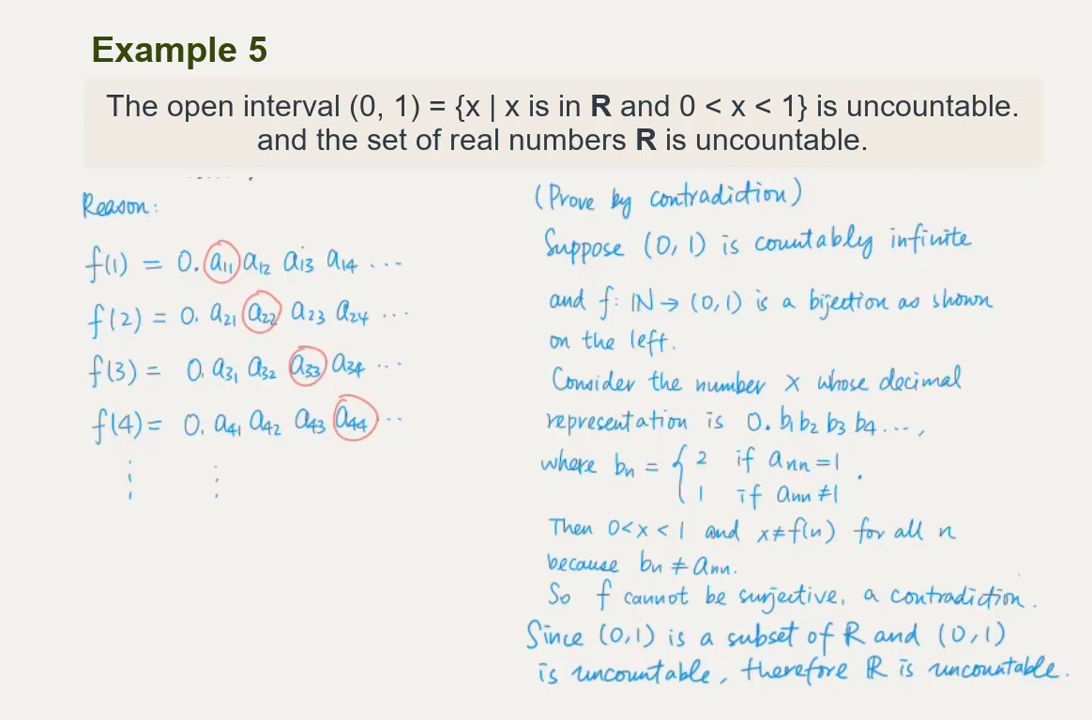 Example 5
The open interval (0, 1) = {x | x is in R and 0 < x < 1} is uncountable.
and the set of real numbers R is uncountable.
Reason:
f(1) = 0. a11 a12 a13 a14 ...
f(2) = 0. a21 a22 a23 a24 ...
f(3) = 0. a31 a32 a33 a34 ...
f(4) = 0. a41 a42 a43 a44 ..
⋮ ⋮
(Prove by contradiction)
Suppose (0, 1) is countably infinite
and f: ℕ → (0,1) is a bijection as shown
on the left.
Consider the number x whose decimal
representation is 0. b1 b2 b3 b4 ...,
where bn = { 2 if ann = 1
1 if ann ≠ 1 .
Then 0 < x < 1 and x ≠ f(n) for all n
because bn ≠ ann.
So f cannot be surjective, a contradiction.
Since (0,1) is a subset of R and (0,1)
is uncountable, therefore ℝ is uncountable.